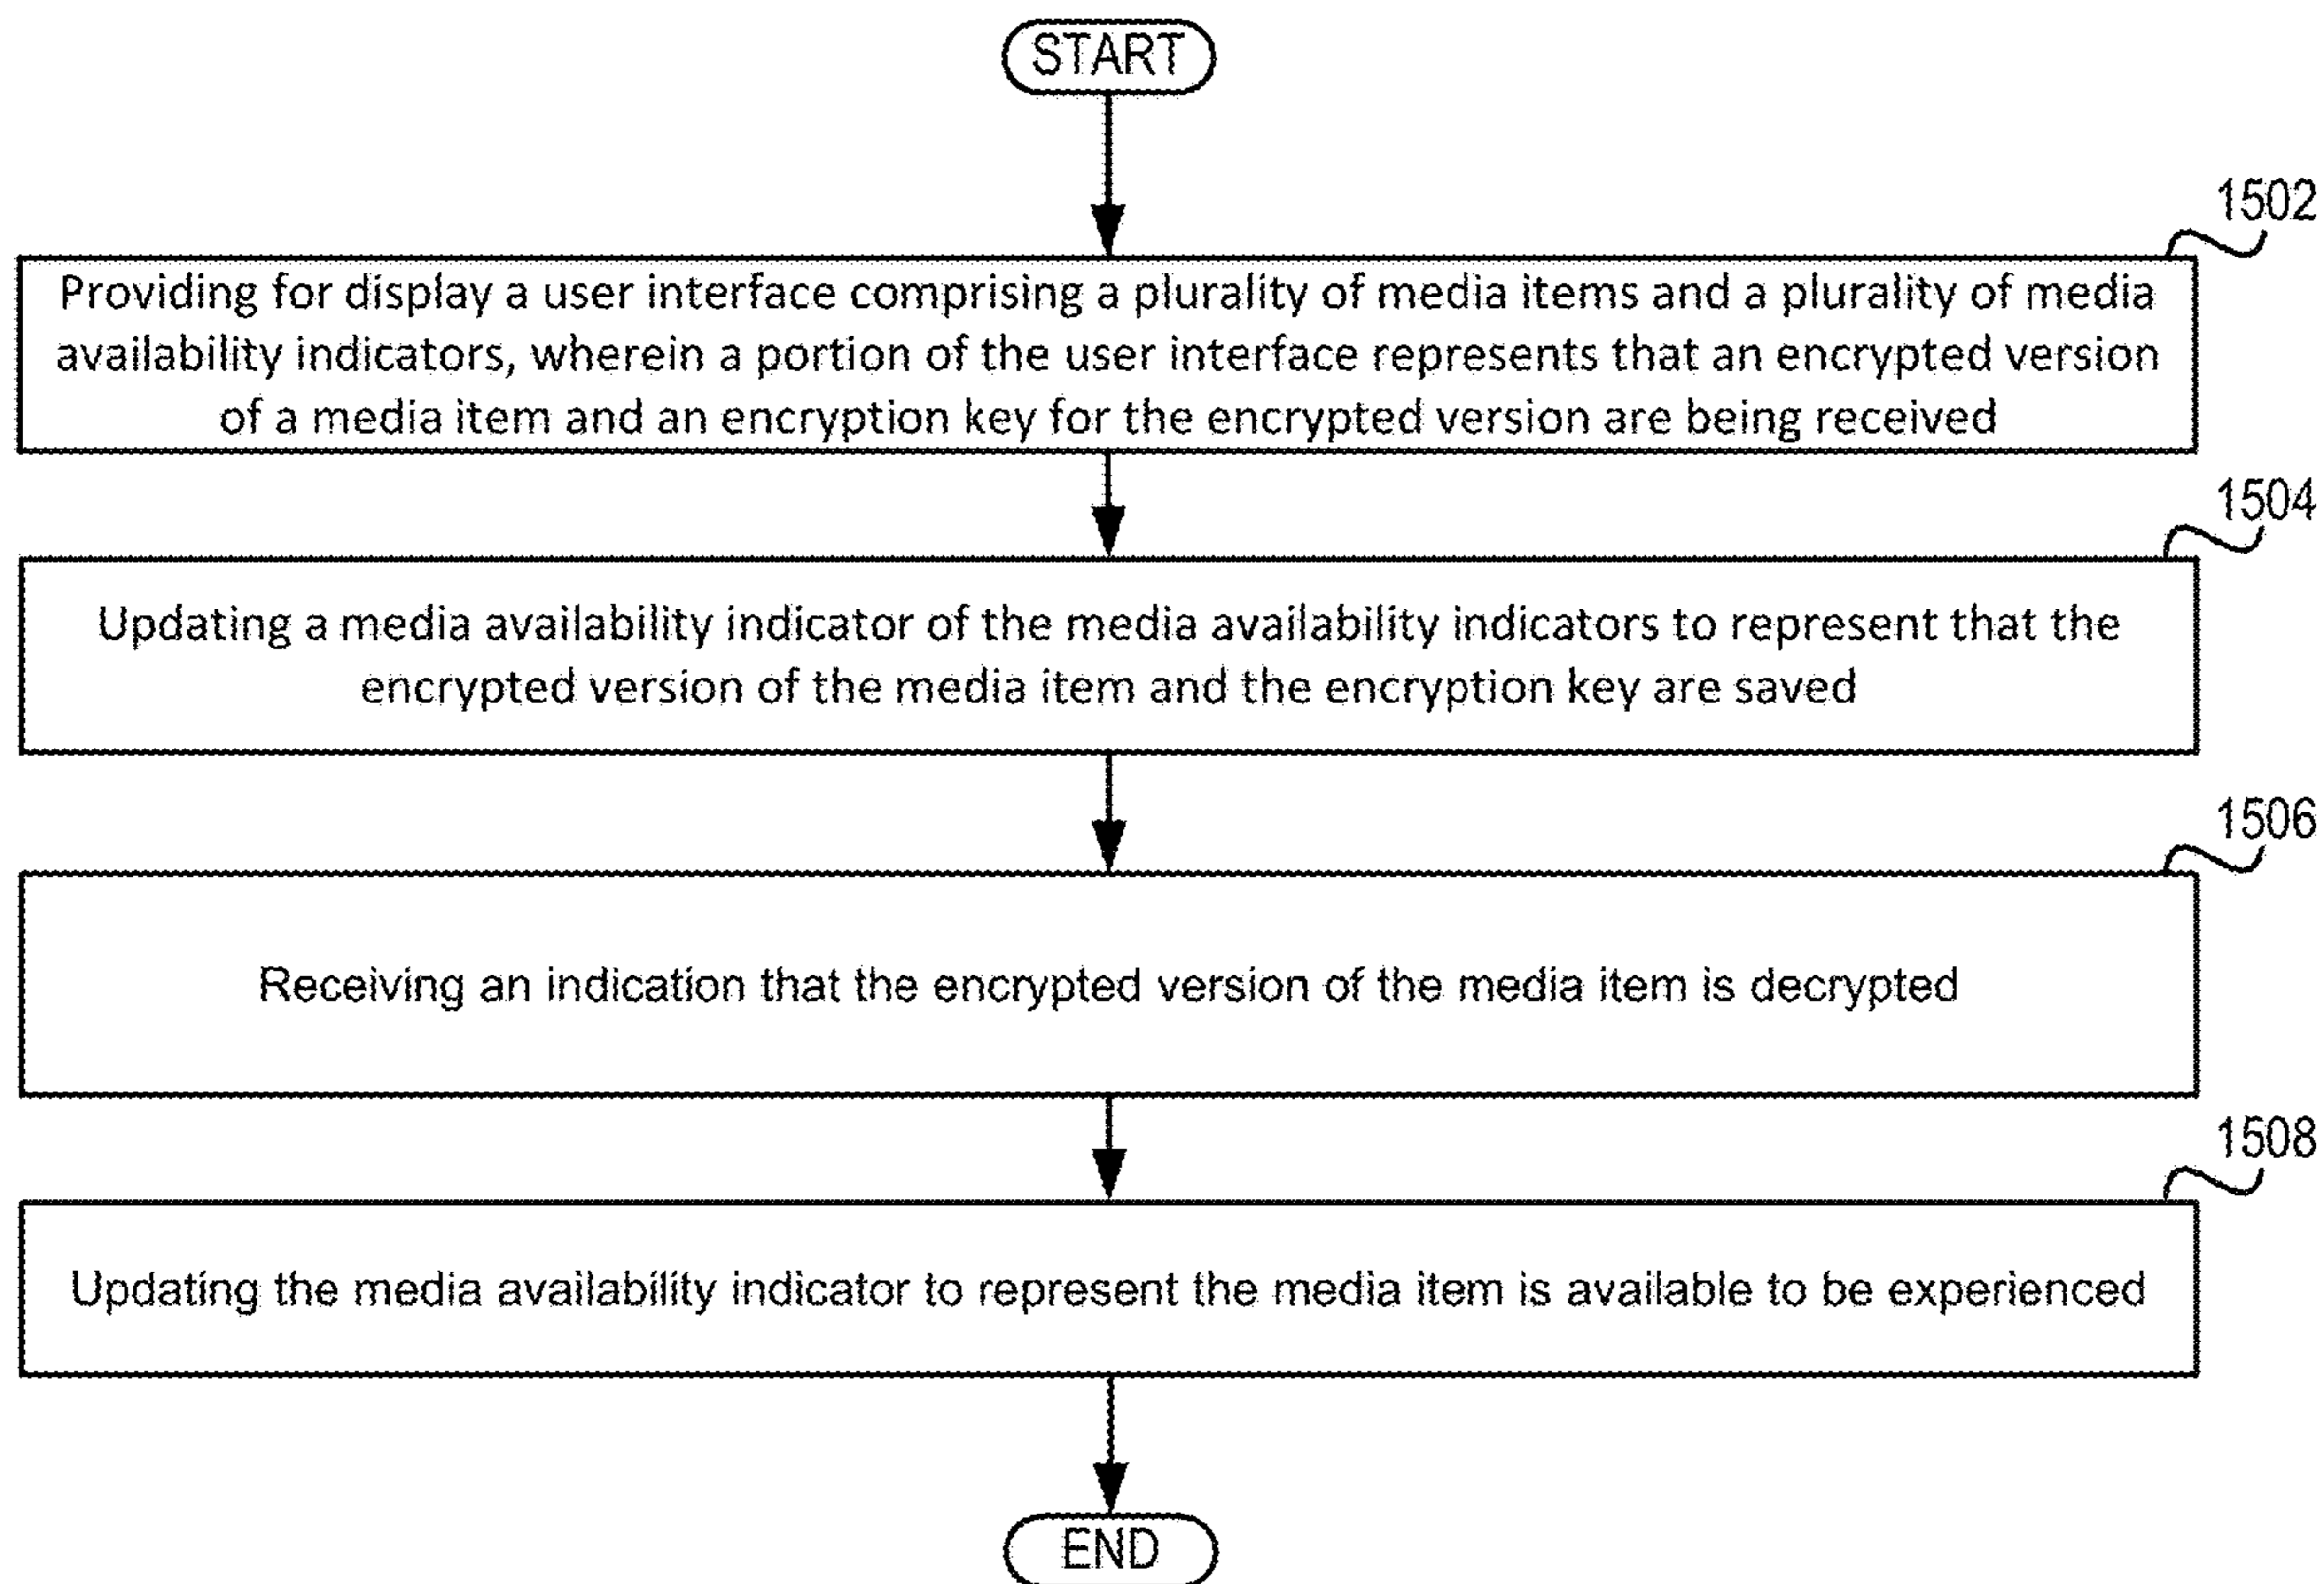 START
1502
Providing for display a user interface comprising a plurality of media items and a plurality of media
availability indicators, wherein a portion of the user interface represents that an encrypted version
of a media item and an encryption key for the encrypted version are being received
1504
Updating a media availability indicator of the media availability indicators to represent that the
encrypted version of the media item and the encryption key are saved
1506
Receiving an indication that the encrypted version of the media item is decrypted
1508
Updating the media availability indicator to represent the media item is available to be experienced
END